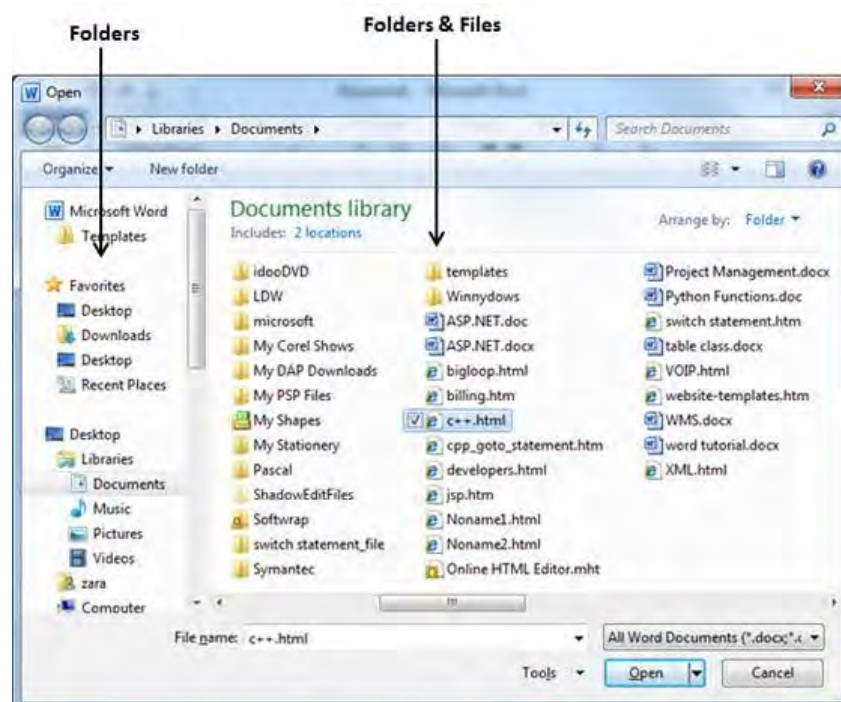 Folders
Folders & Files
Open
Libraries ▸ Documents ▸
Search Documents
Organize
New folder
Microsoft Word
Templates
Favorites
Desktop
Downloads
Desktop
Recent Places
Desktop
Libraries
Documents
Music
Pictures
Videos
zara
Computer
Documents library
Includes: 2 locations
Arrange by: Folder
idooDVD
LDW
microsoft
My Corel Shows
My DAP Downloads
My PSP Files
My Shapes
My Stationery
Pascal
ShadowEditFiles
Softwrap
switch statement_file
Symantec
templates
Winnydows
ASP.NET.doc
ASP.NET.docx
bigloop.html
billing.htm
c++.html
cpp_goto_statement.htm
developers.html
jsp.htm
Noname1.html
Noname2.html
Online HTML Editor.mht
Project Management.docx
Python Functions.doc
switch statement.htm
table class.docx
VOIP.html
website-templates.htm
WMS.docx
word tutorial.docx
XML.html
File name: c++.html
All Word Documents (*.docx;*.c
Tools
Open
Cancel